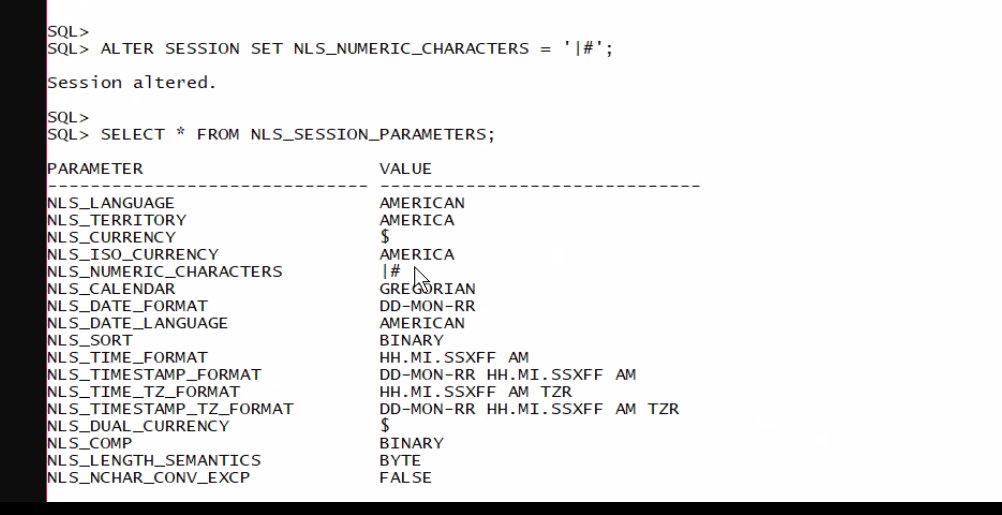 SQL>
SQL> ALTER SESSION SET NLS_NUMERIC_CHARACTERS = '|#';
Session altered.
SQL>
SQL> SELECT * FROM NLS_SESSION_PARAMETERS;
PARAMETER                      VALUE
------------------------------ ------------------------------
NLS_LANGUAGE                   AMERICAN
NLS_TERRITORY                  AMERICA
NLS_CURRENCY                   $
NLS_ISO_CURRENCY               AMERICA
NLS_NUMERIC_CHARACTERS         |#
NLS_CALENDAR                   GREGORIAN
NLS_DATE_FORMAT                DD-MON-RR
NLS_DATE_LANGUAGE              AMERICAN
NLS_SORT                       BINARY
NLS_TIME_FORMAT                HH.MI.SSXFF AM
NLS_TIMESTAMP_FORMAT           DD-MON-RR HH.MI.SSXFF AM
NLS_TIME_TZ_FORMAT             HH.MI.SSXFF AM TZR
NLS_TIMESTAMP_TZ_FORMAT        DD-MON-RR HH.MI.SSXFF AM TZR
NLS_DUAL_CURRENCY              $
NLS_COMP                       BINARY
NLS_LENGTH_SEMANTICS           BYTE
NLS_NCHAR_CONV_EXCP            FALSE